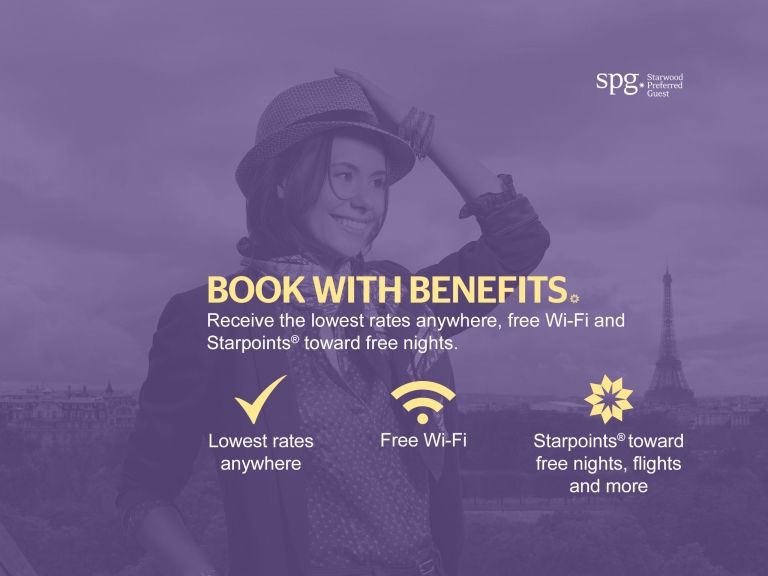 spg.
Starwood
Preferred
Guest
BOOK WITH BENEFITS
Receive the lowest rates anywhere, free Wi-Fi and
Starpoints® toward free nights.
Lowest rates
anywhere
Free Wi-Fi
Starpoints® toward
free nights, flights
and more